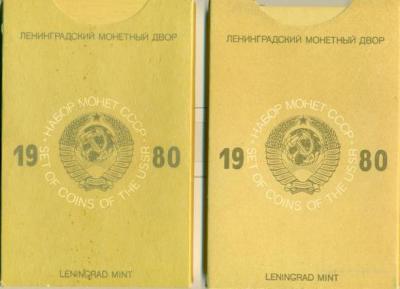 ЛЕНИНГРАДСКИЙ МОНЕТНЫЙ ДВОР
· НАБОР МОНЕТ СССР ·
SET OF COINS OF THE USSR
19 80
LENINGRAD MINT
ЛЕНИНГРАДСКИЙ МОНЕТНЫЙ ДВОР
· НАБОР МОНЕТ СССР ·
SET OF COINS OF THE USSR
19 80
LENINGRAD MINT